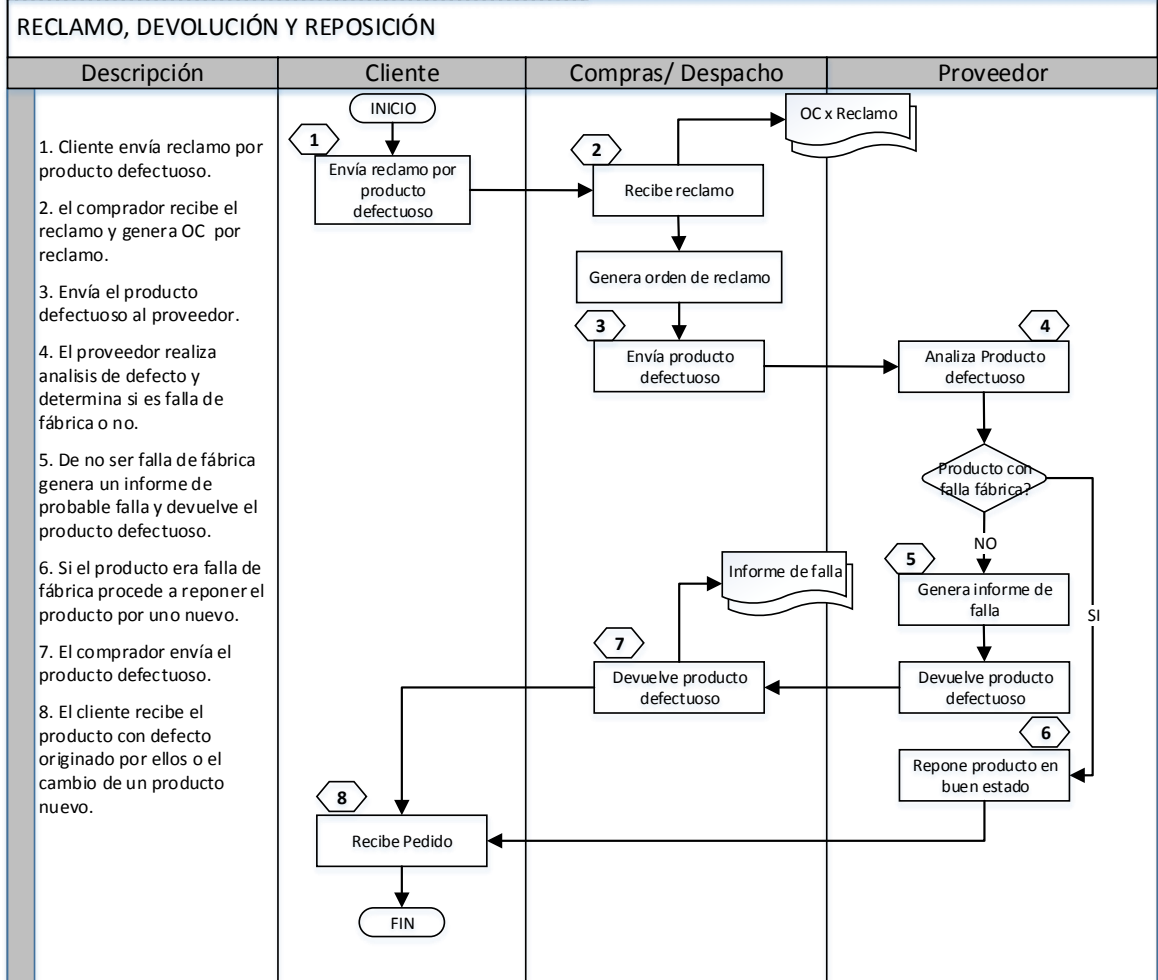 RECLAMO, DEVOLUCIÓN Y REPOSICIÓN
Descripción
Cliente
Compras/ Despacho
Proveedor
1. Cliente envía reclamo por
producto defectuoso.
2. el comprador recibe el
reclamo y genera OC por
reclamo.
3. Envía el producto
defectuoso al proveedor.
4. El proveedor realiza
analisis de defecto y
determina si es falla de
fábrica o no.
5. De no ser falla de fábrica
genera un informe de
probable falla y devuelve el
producto defectuoso.
6. Si el producto era falla de
fábrica procede a reponer el
producto por uno nuevo.
7. El comprador envía el
producto defectuoso.
8. El cliente recibe el
producto con defecto
originado por ellos o el
cambio de un producto
nuevo.
INICIO
1
Envía reclamo por
producto
defectuoso
2
Recibe reclamo
OC x Reclamo
Genera orden de reclamo
3
Envía producto
defectuoso
4
Analiza Producto
defectuoso
Producto con
falla fábrica?
NO
SI
5
Genera informe de
falla
Devuelve producto
defectuoso
Informe de falla
7
Devuelve producto
defectuoso
6
Repone producto en
buen estado
8
Recibe Pedido
FIN